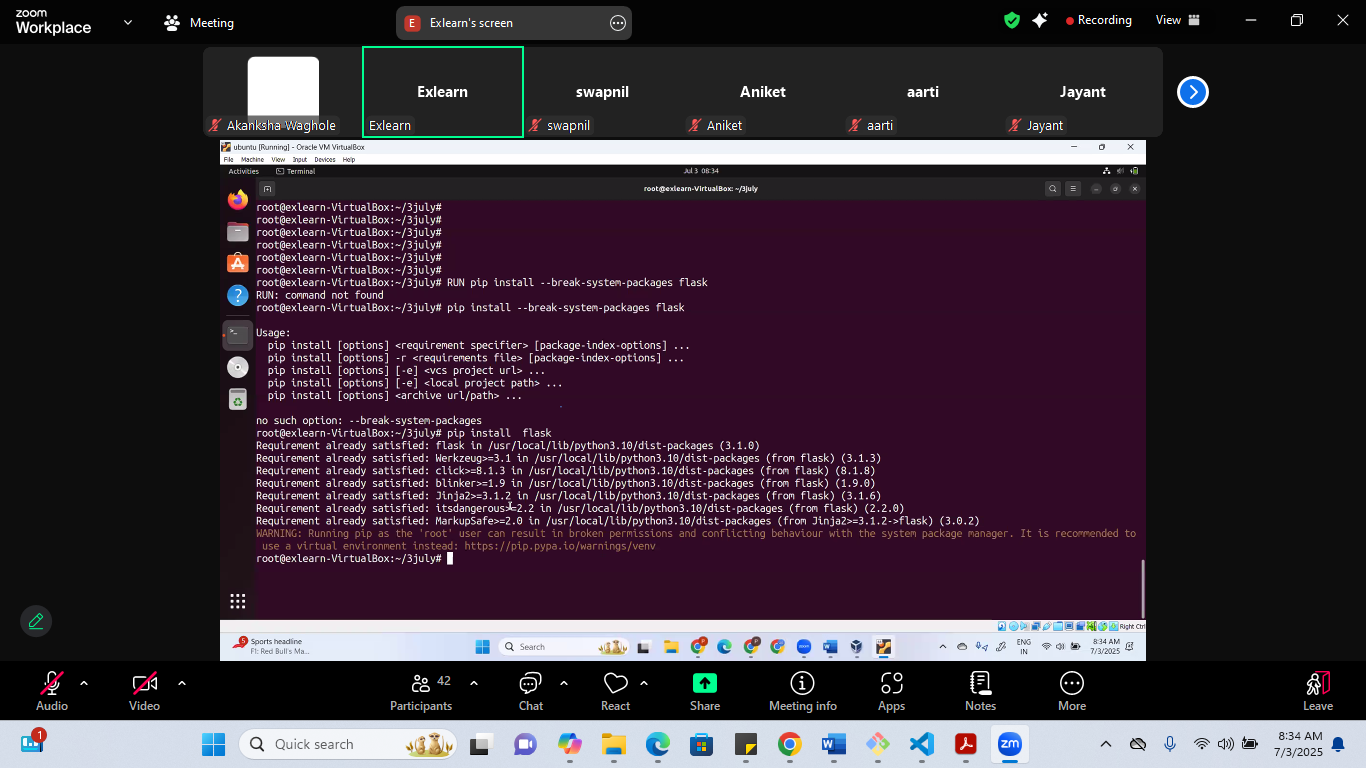 zoom
Workplace
Meeting
E Exlearn's screen
Recording
View
Exlearn
swapnil
Aniket
aarti
Jayant
Akanksha Waghole
Exlearn
swapnil
Aniket
aarti
Jayant
ubuntu [Running] - Oracle VM VirtualBox
File Machine View Input Devices Help
Activities
Terminal
Jul 3 08:34
root@exlearn-VirtualBox: ~/3july
root@exlearn-VirtualBox:~/3july#
root@exlearn-VirtualBox:~/3july#
root@exlearn-VirtualBox:~/3july#
root@exlearn-VirtualBox:~/3july#
root@exlearn-VirtualBox:~/3july#
root@exlearn-VirtualBox:~/3july#
root@exlearn-VirtualBox:~/3july# RUN pip install --break-system-packages flask
RUN: command not found
root@exlearn-VirtualBox:~/3july# pip install --break-system-packages flask
Usage:
pip install [options] <requirement specifier> [package-index-options] ...
pip install [options] -r <requirements file> [package-index-options] ...
pip install [options] [-e] <vcs project url> ...
pip install [options] [-e] <local project path> ...
pip install [options] <archive url/path> ...
no such option: --break-system-packages
root@exlearn-VirtualBox:~/3july# pip install  flask
Requirement already satisfied: flask in /usr/local/lib/python3.10/dist-packages (3.1.0)
Requirement already satisfied: Werkzeug>=3.1 in /usr/local/lib/python3.10/dist-packages (from flask) (3.1.3)
Requirement already satisfied: click>=8.1.3 in /usr/local/lib/python3.10/dist-packages (from flask) (8.1.8)
Requirement already satisfied: blinker>=1.9 in /usr/local/lib/python3.10/dist-packages (from flask) (1.9.0)
Requirement already satisfied: Jinja2>=3.1.2 in /usr/local/lib/python3.10/dist-packages (from flask) (3.1.6)
Requirement already satisfied: itsdangerous>=2.2 in /usr/local/lib/python3.10/dist-packages (from flask) (2.2.0)
Requirement already satisfied: MarkupSafe>=2.0 in /usr/local/lib/python3.10/dist-packages (from Jinja2>=3.1.2->flask) (3.0.2)
WARNING: Running pip as the 'root' user can result in broken permissions and conflicting behaviour with the system package manager. It is recommended to
use a virtual environment instead: https://pip.pypa.io/warnings/venv
root@exlearn-VirtualBox:~/3july#
Right Ctrl
5
Sports headline
F1: Red Bull's Ma...
Search
ENG
IN
8:34 AM
7/3/2025
Audio
Video
42
Participants
Chat
React
Share
Meeting info
Apps
Notes
More
Leave
1
Quick search
zm
8:34 AM
7/3/2025